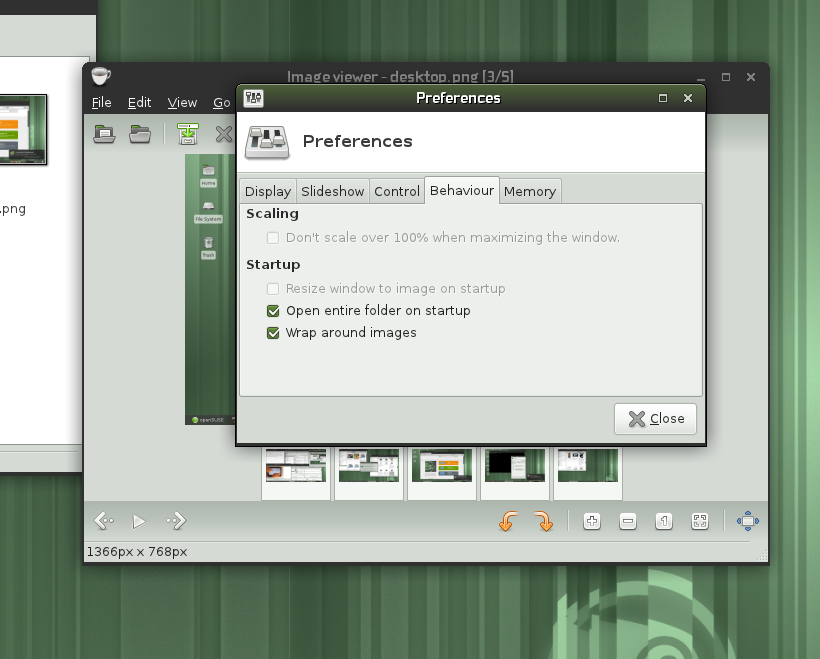 Image viewer - desktop.png [3/5]
File Edit View Go
Preferences
Preferences
Display Slideshow Control Behaviour Memory
Scaling
Don't scale over 100% when maximizing the window.
Startup
Resize window to image on startup
Open entire folder on startup
Wrap around images
Close
.png
Home
File System
Trash
openSUSE
1366px x 768px